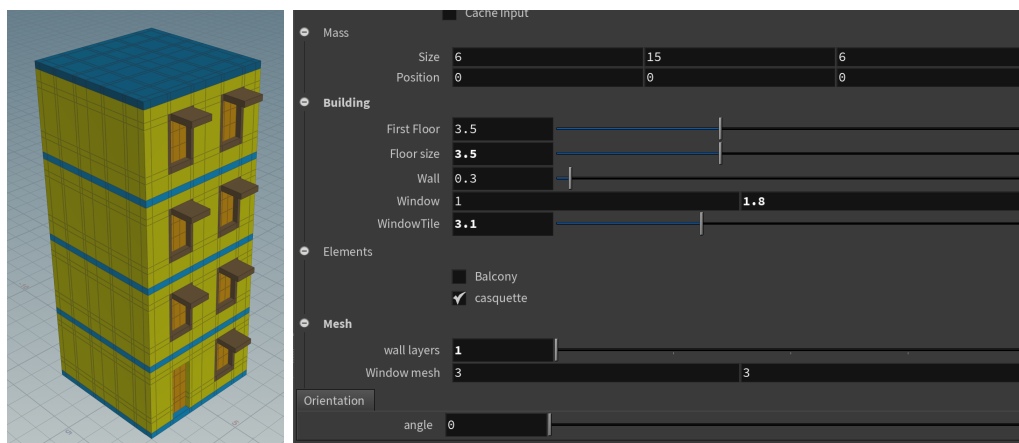 Cache Input
Mass
Size 6 15 6
Position 0 0 0
Building
First Floor 3.5
Floor size 3.5
Wall 0.3
Window 1 1.8
WindowTile 3.1
Elements
Balcony
casquette
Mesh
wall layers 1
Window mesh 3 3
Orientation
angle 0